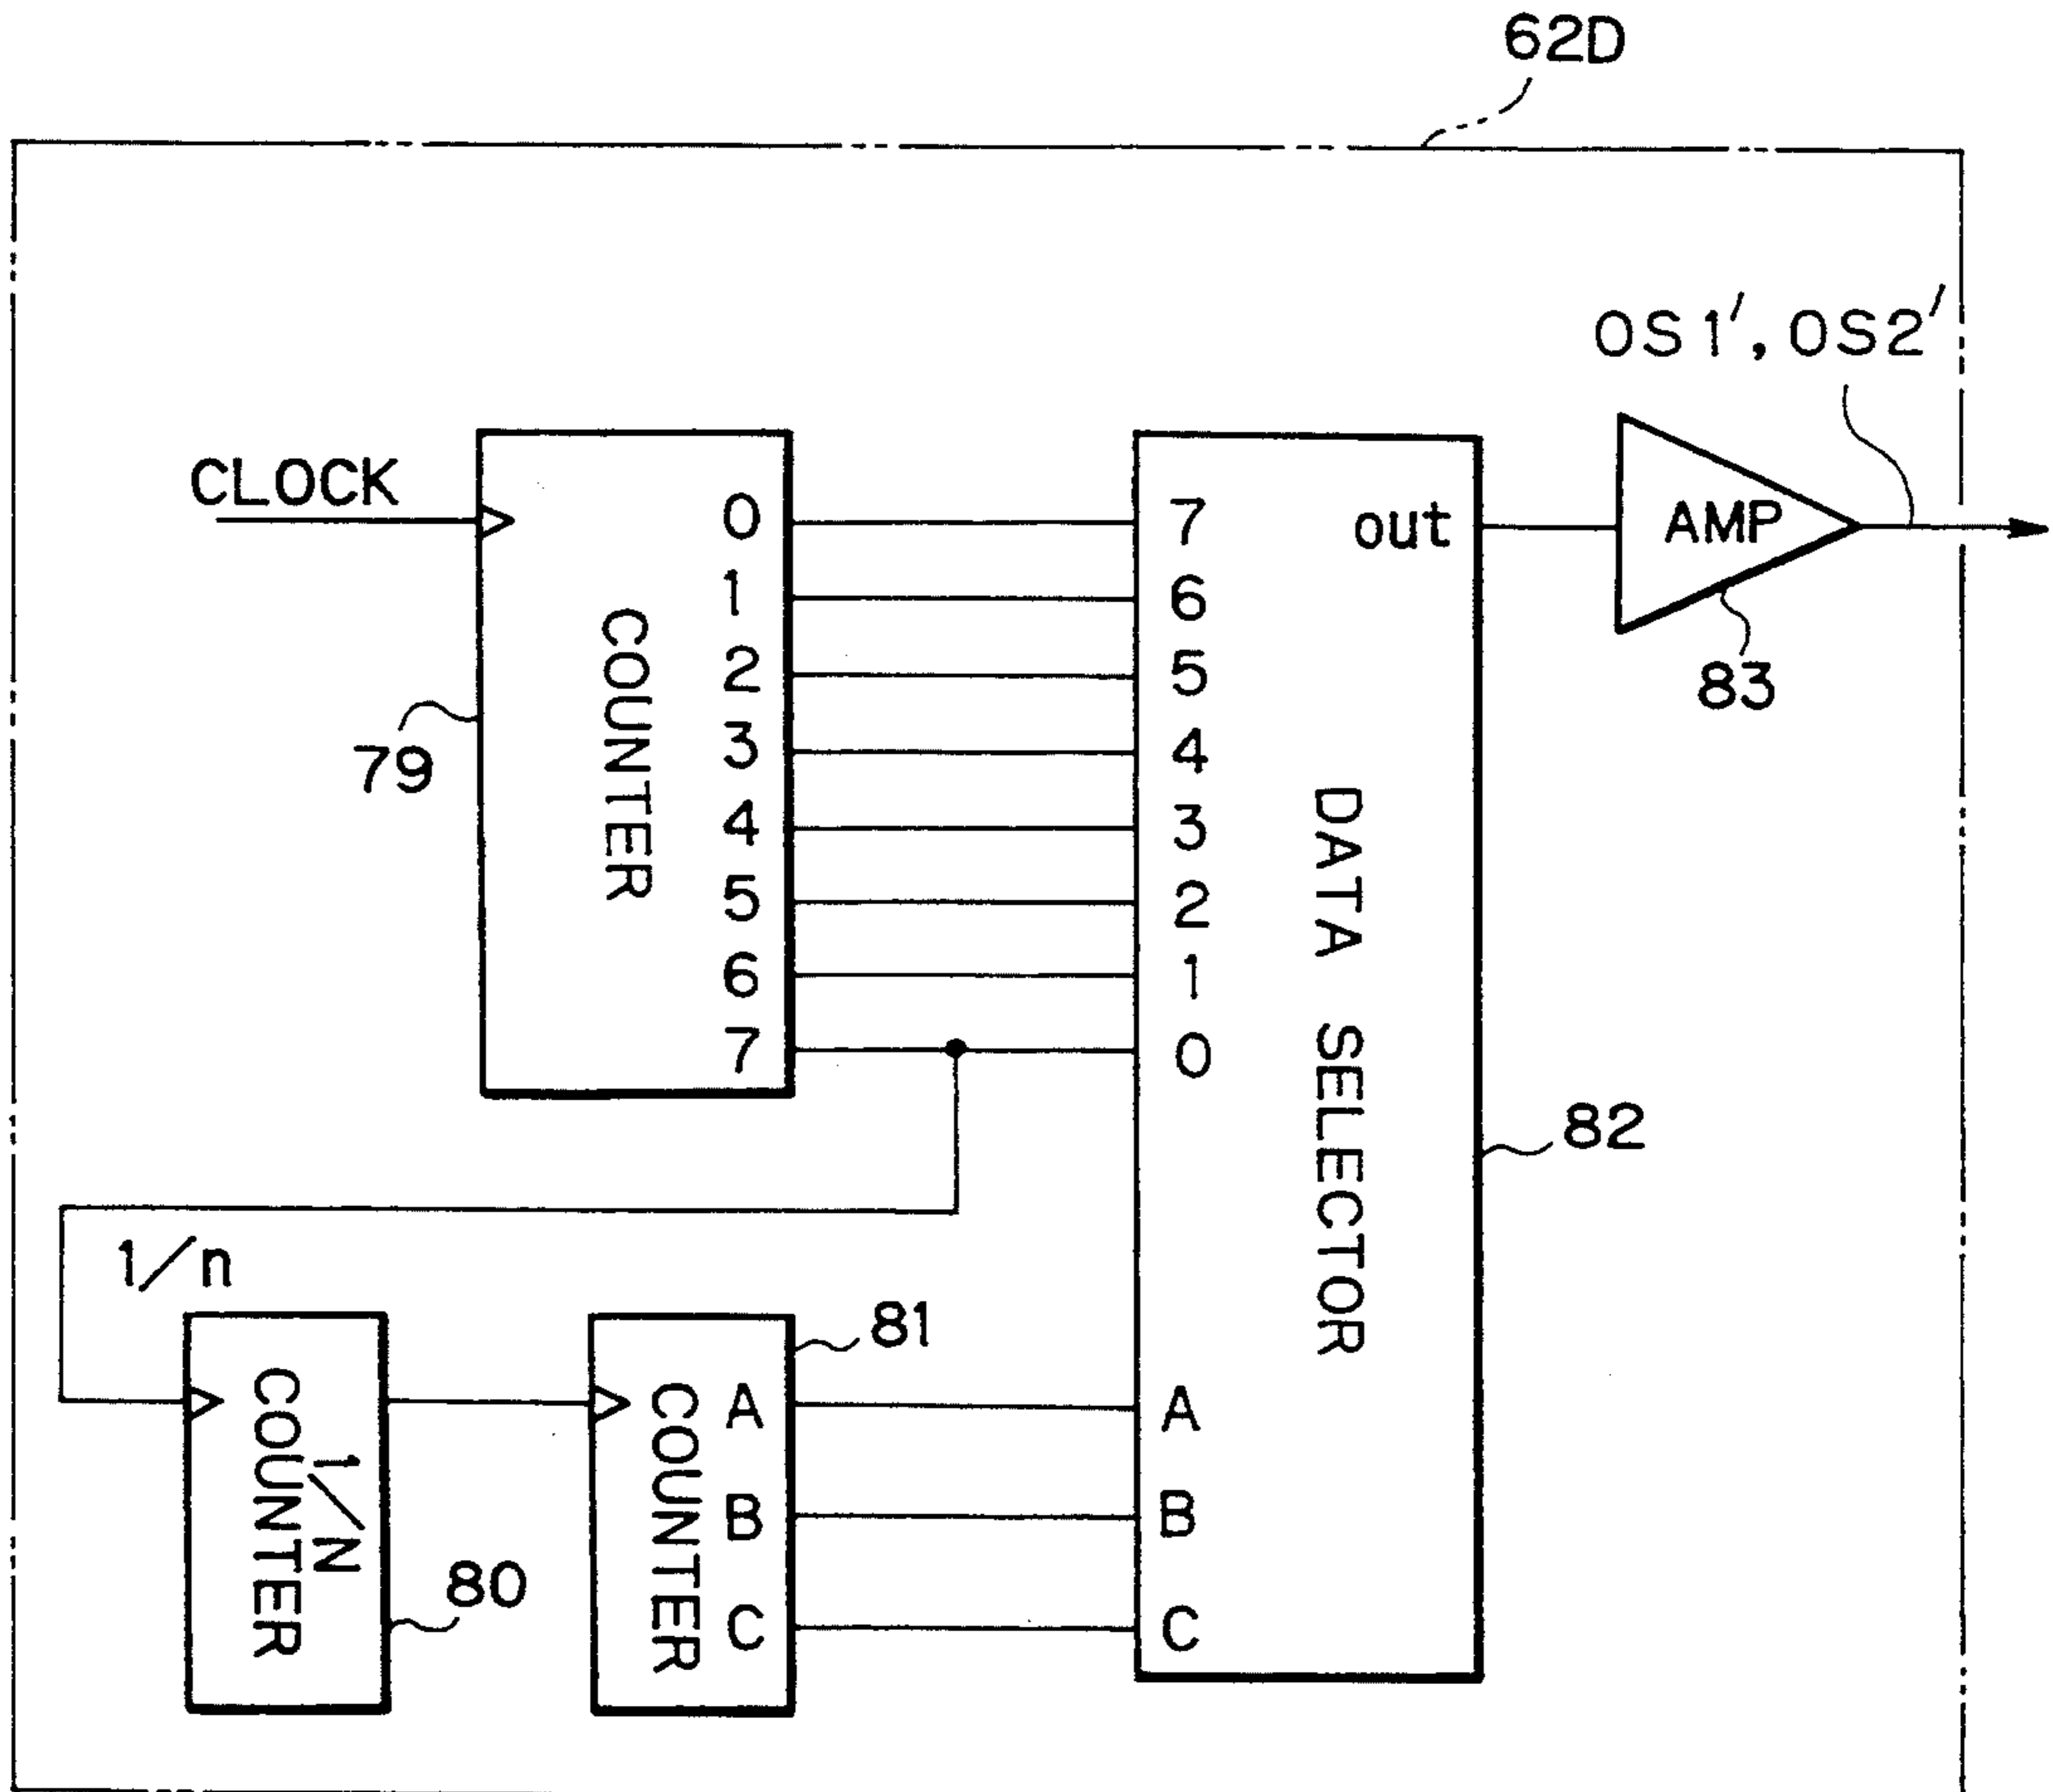 62D
OS1', OS2'
CLOCK
COUNTER
79
0
1
2
3
4
5
6
7
7
6
5
4
3
2
1
0
out
DATA SELECTOR
AMP
83
82
1/n
1/N
COUNTER
80
COUNTER
81
A
B
C
A
B
C